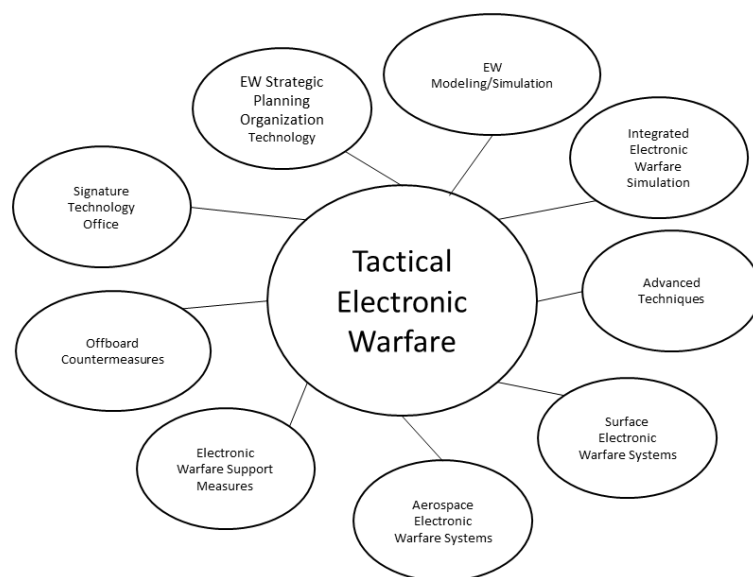 EW
Modeling/Simulation
EW Strategic
Planning
Organization
Technology
Integrated
Electronic
Warfare
Simulation
Signature
Technology
Office
Tactical
Electronic
Warfare
Advanced
Techniques
Offboard
Countermeasures
Surface
Electronic
Warfare Systems
Electronic
Warfare Support
Measures
Aerospace
Electronic
Warfare Systems